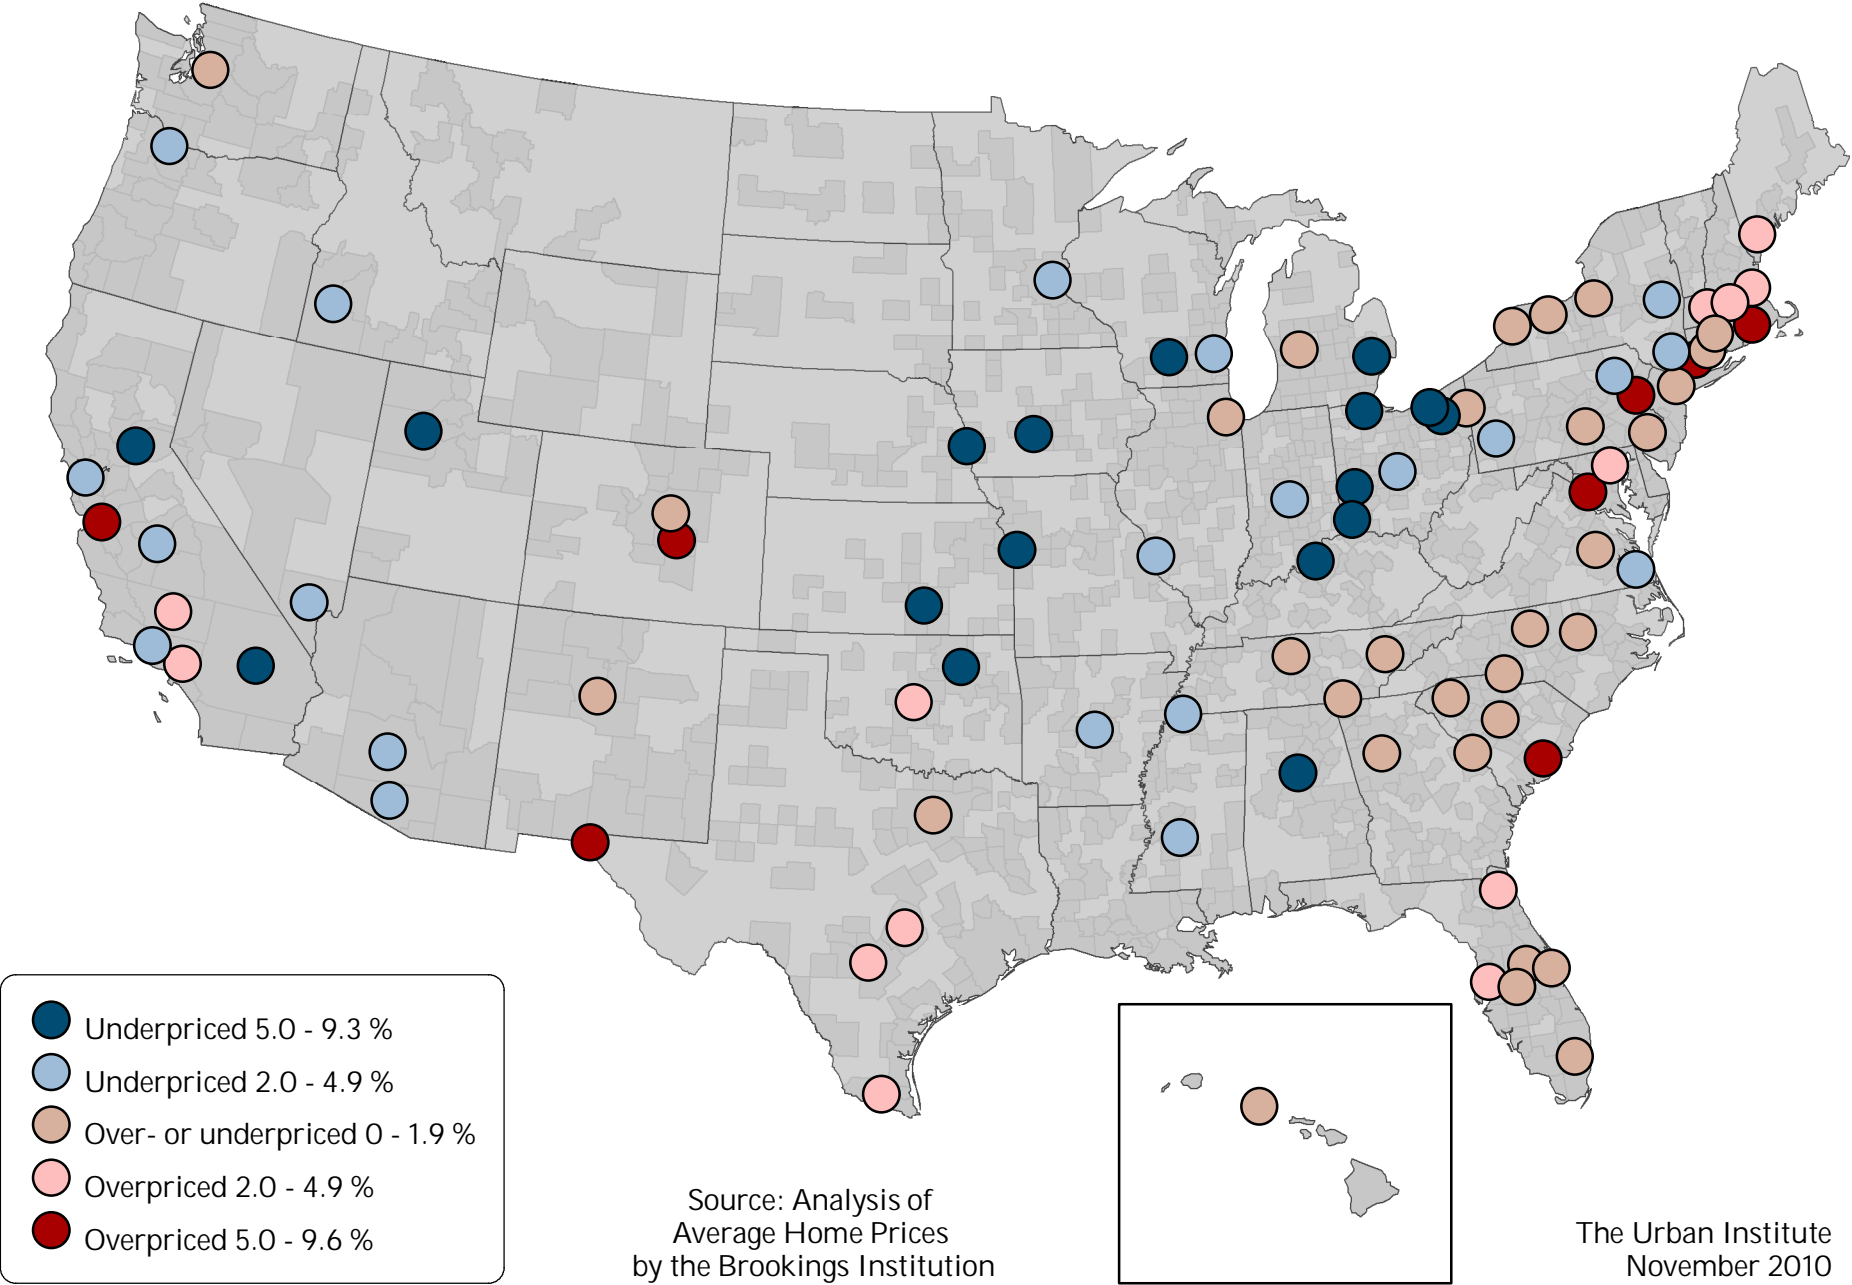 Underpriced 5.0 - 9.3 %
Underpriced 2.0 - 4.9 %
Over- or underpriced 0 - 1.9 %
Overpriced 2.0 - 4.9 %
Overpriced 5.0 - 9.6 %
Source: Analysis of
Average Home Prices
by the Brookings Institution
The Urban Institute
November 2010